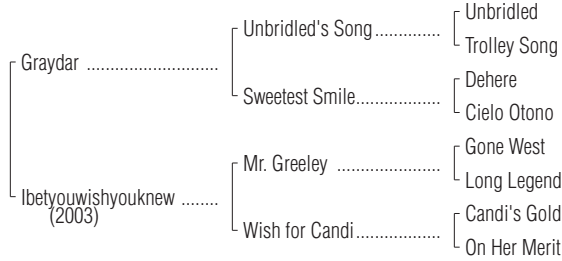 Unbridled
Unbridled's Song..............
Trolley Song
Graydar ............................
Dehere
Sweetest Smile..................
Cielo Otono
Gone West
Mr. Greeley ......................
Long Legend
Ibetyouwishyouknew ........
(2003)
Candi's Gold
Wish for Candi..................
On Her Merit